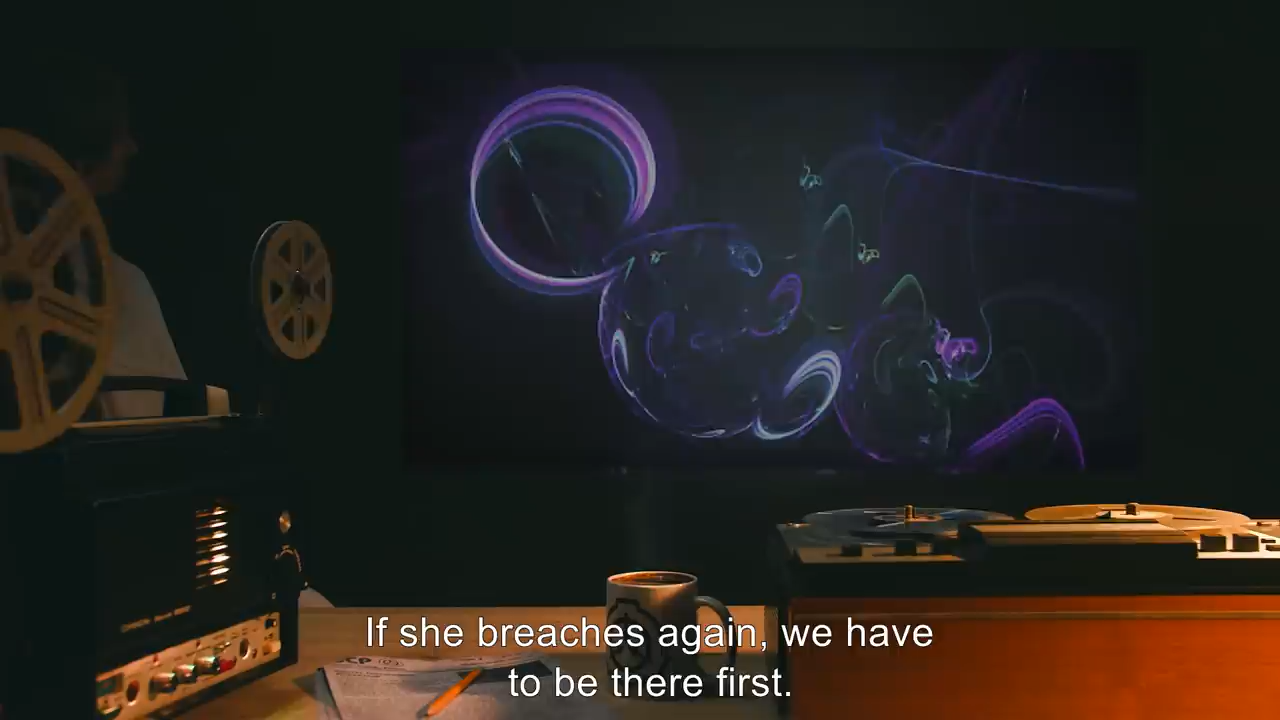 If she breaches again, we have
to be there first.